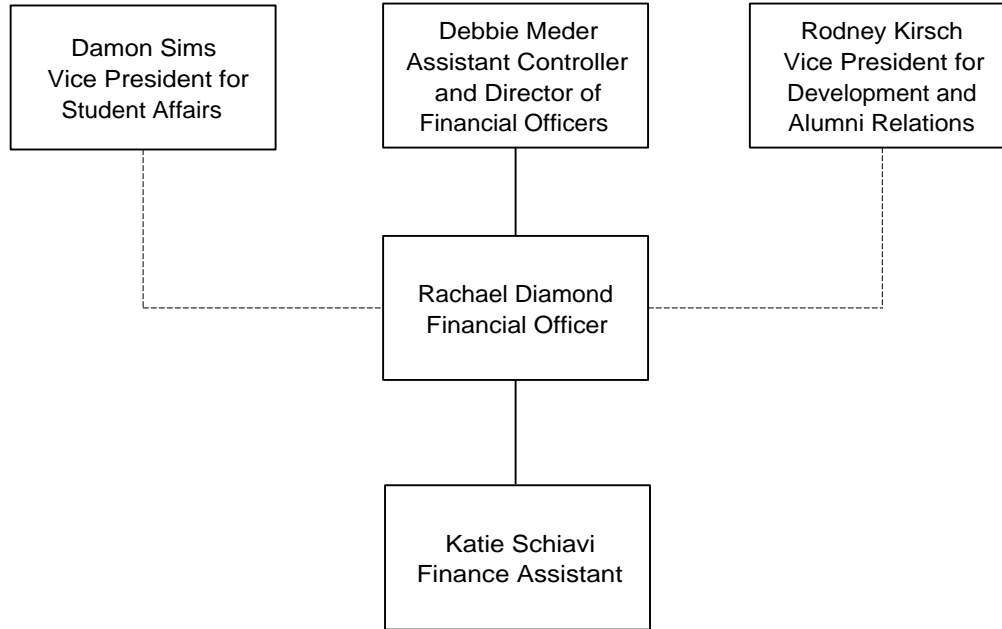 Damon Sims
Vice President for
Student Affairs
Debbie Meder
Assistant Controller
and Director of
Financial Officers
Rodney Kirsch
Vice President for
Development and
Alumni Relations
Rachael Diamond
Financial Officer
Katie Schiavi
Finance Assistant